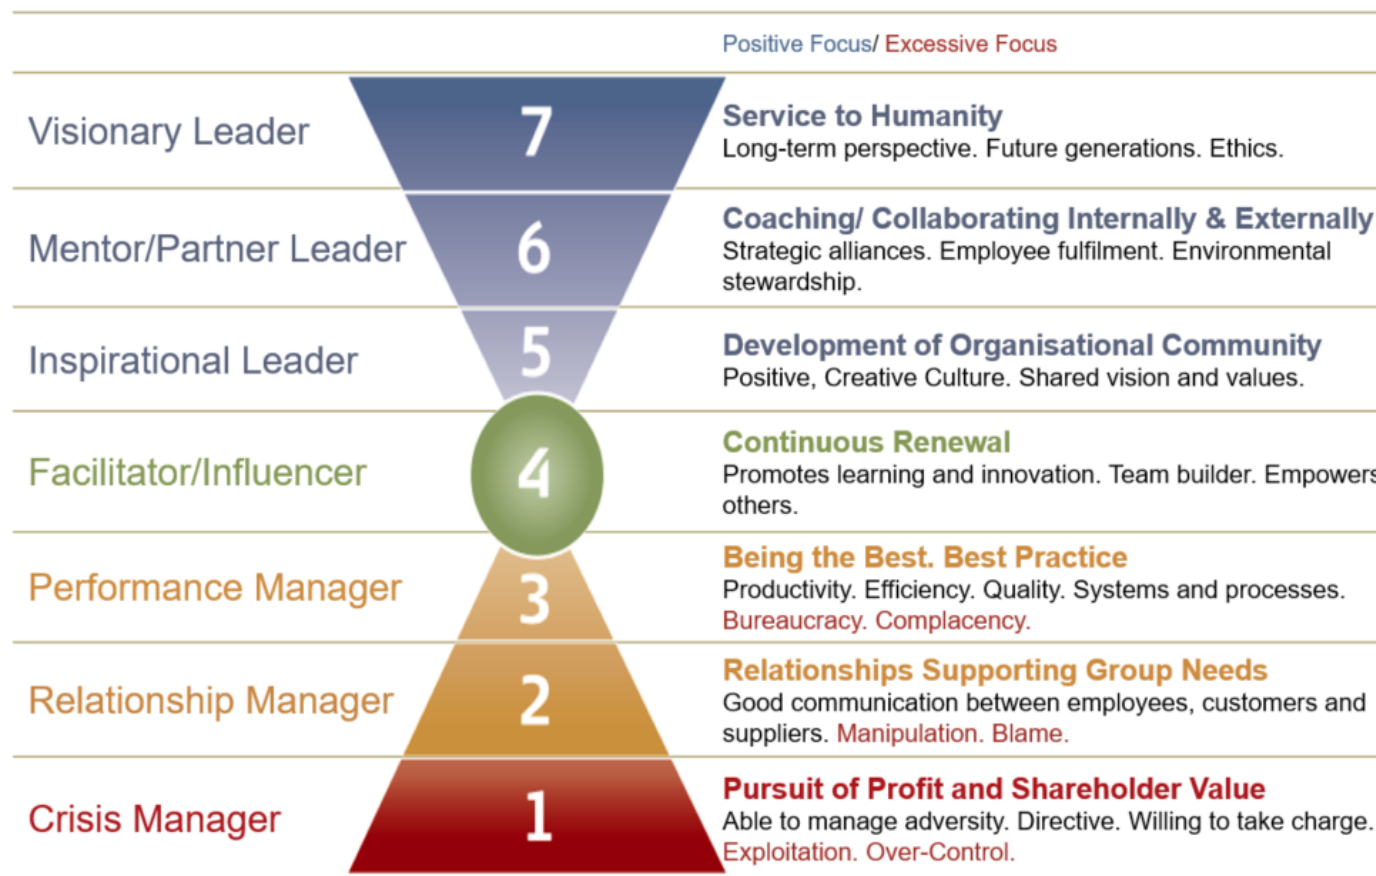 Positive Focus/ Excessive Focus
Visionary Leader
7
Service to Humanity
Long-term perspective. Future generations. Ethics.
Mentor/Partner Leader
6
Coaching/ Collaborating Internally & Externally
Strategic alliances. Employee fulfilment. Environmental
stewardship.
Inspirational Leader
5
Development of Organisational Community
Positive, Creative Culture. Shared vision and values.
Facilitator/Influencer
4
Continuous Renewal
Promotes learning and innovation. Team builder. Empowers
others.
Performance Manager
3
Being the Best. Best Practice
Productivity. Efficiency. Quality. Systems and processes.
Bureaucracy. Complacency.
Relationship Manager
2
Relationships Supporting Group Needs
Good communication between employees, customers and
suppliers. Manipulation. Blame.
Crisis Manager
1
Pursuit of Profit and Shareholder Value
Able to manage adversity. Directive. Willing to take charge.
Exploitation. Over-Control.